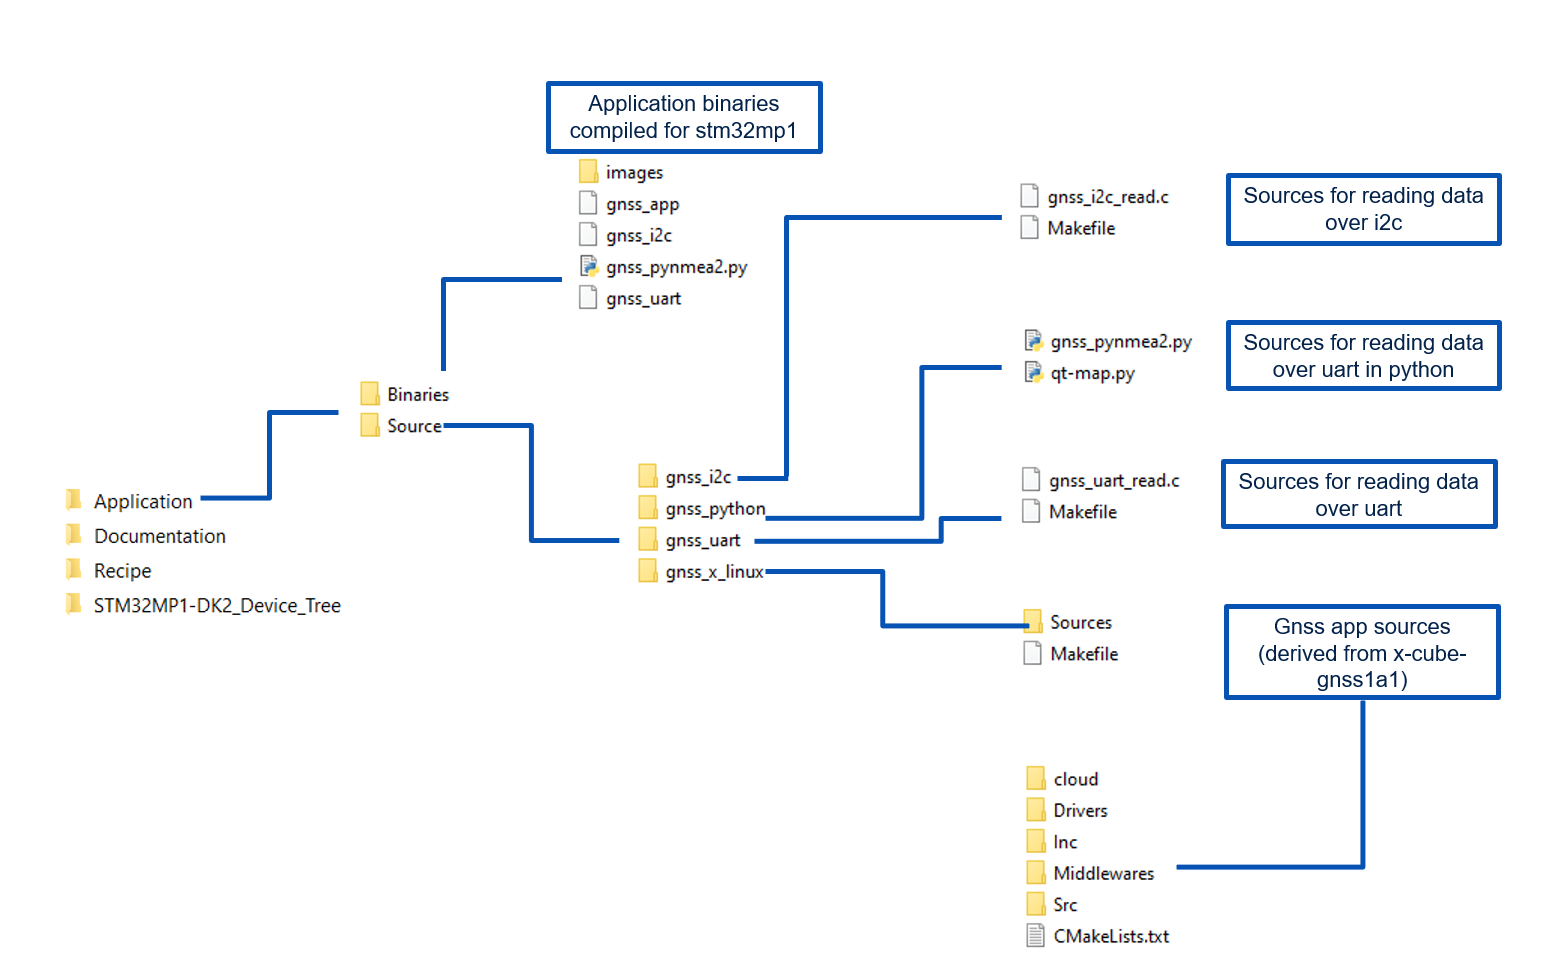 Application binaries
compiled for stm32mp1
images
gnss_app
gnss_i2c
gnss_pynmea2.py
gnss_uart
gnss_i2c_read.c
Makefile
Sources for reading data
over i2c
gnss_pynmea2.py
qt-map.py
Sources for reading data
over uart in python
Binaries
Source
gnss_i2c
gnss_python
gnss_uart
gnss_x_linux
gnss_uart_read.c
Makefile
Sources for reading data
over uart
Application
Documentation
Recipe
STM32MP1-DK2_Device_Tree
Sources
Makefile
Gnss app sources
(derived from x-cube-
gnss1a1)
cloud
Drivers
Inc
Middlewares
Src
CMakeLists.txt